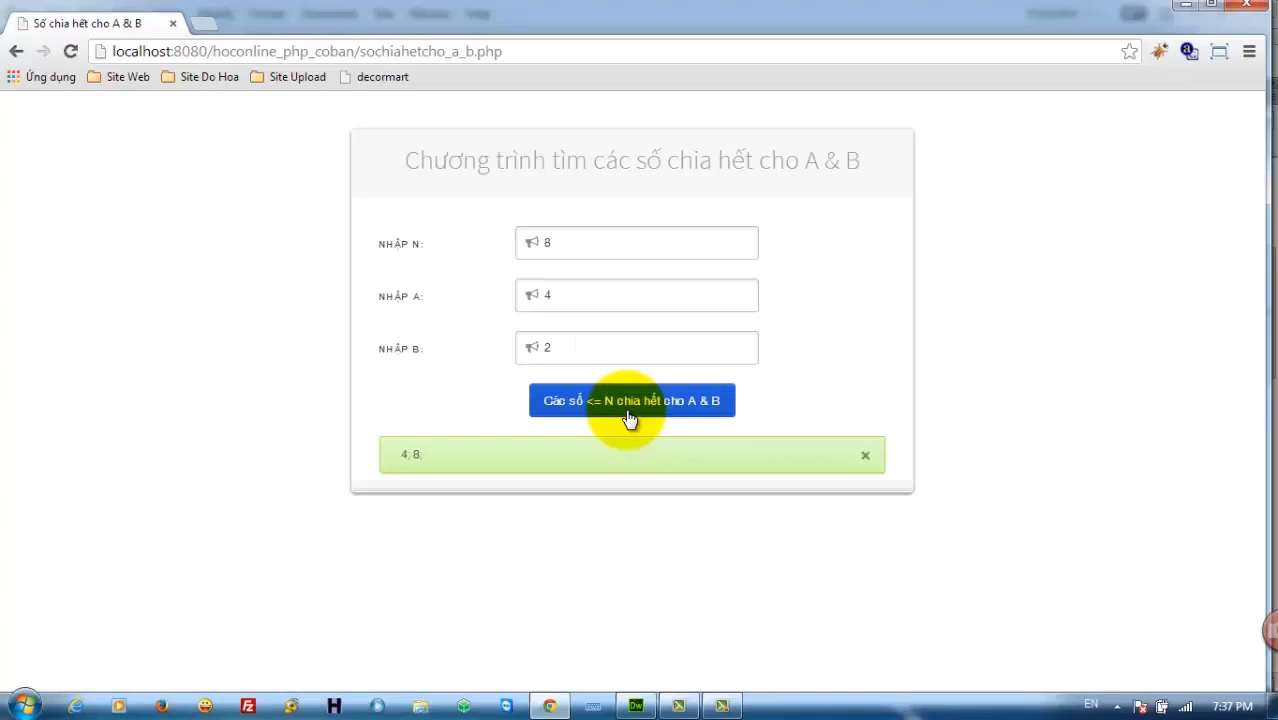 Số chia hết cho A & B
localhost:8080/hoconline_php_coban/sochiahetcho_a_b.php
Ứng dụng Site Web Site Do Hoa Site Upload decormart
Chương trình tìm các số chia hết cho A & B
NHẬP N: 8
NHẬP A: 4
NHẬP B: 2
Các số <= N chia hết cho A & B
4; 8;
EN 7:37 PM